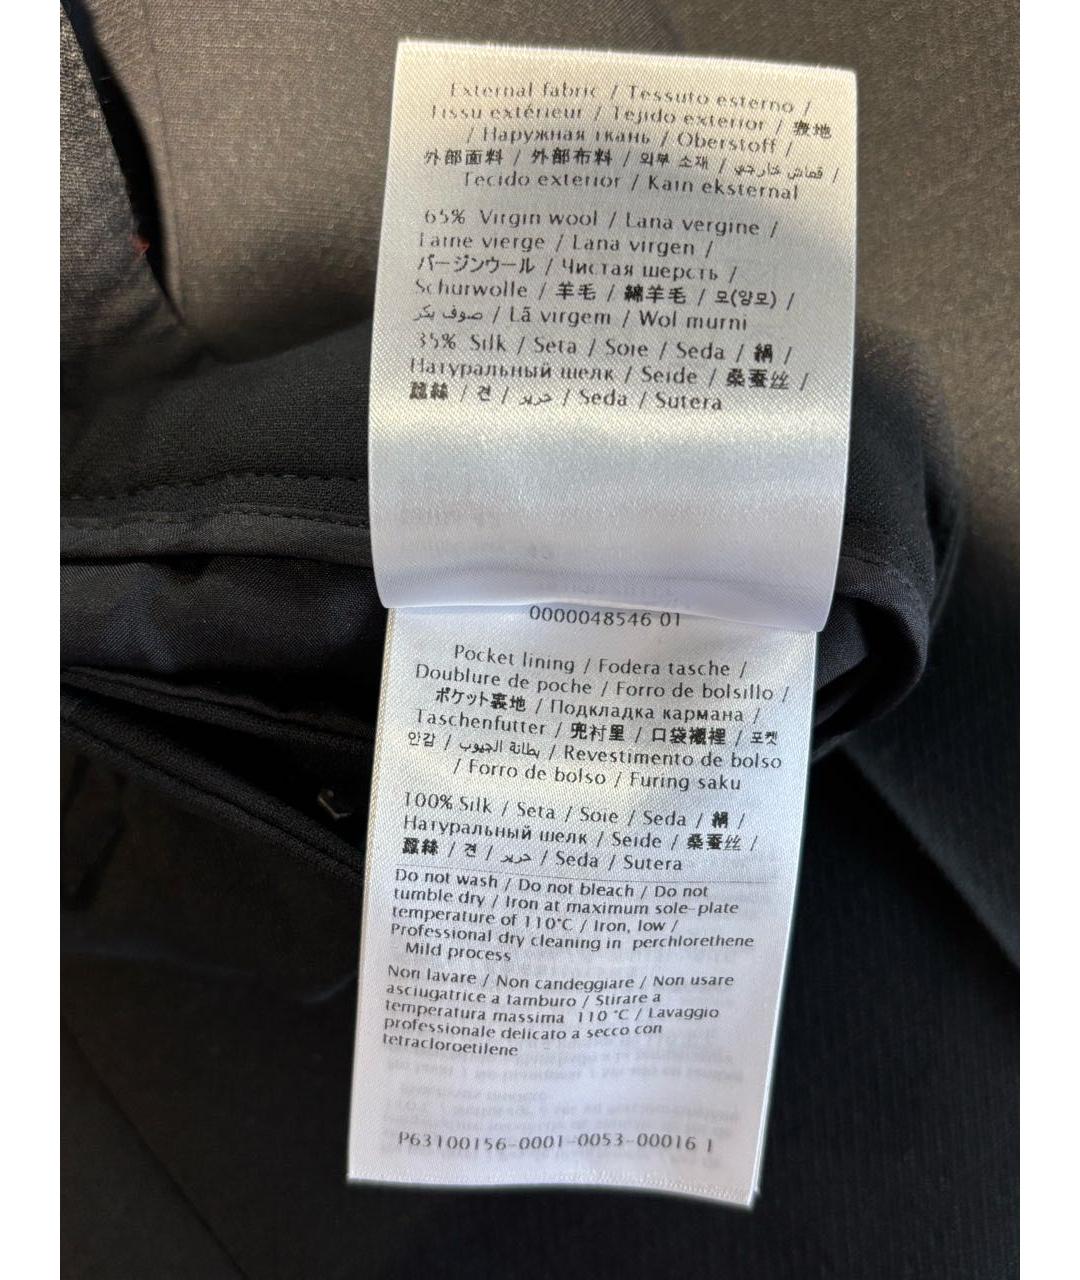 External fabric / Tessuto esterno /
Tissu extérieur / Tejido exterior / 表地
/ Наружная ткань / Oberstoff /
外部面料 / 外部布料 / 외부 소재 / قماش خارجي /
Tecido exterior / Kain eksternal
65% Virgin wool / Lana vergine /
Laine vierge / Lana virgen /
バージンウール / Чистая шерсть /
Schurwolle / 羊毛 / 綿羊毛 / 모(양모) /
صوف بكر / Lã virgem / Wol murni
35% Silk / Seta / Soie / Seda / 絹 /
Натуральный шелк / Seide / 桑蚕丝 /
蠶絲 / 견 / حرير / Seda / Sutera
0000048546 01
Pocket lining / Fodera tasche /
Doublure de poche / Forro de bolsillo /
ポケット裏地 / Подкладка кармана /
Taschenfutter / 兜衬里 / 口袋襯裡 / 포켓
안감 / بطانة الجيوب / Revestimento de bolso
/ Forro de bolso / Furing saku
100% Silk / Seta / Soie / Seda / 絹 /
Натуральный шелк / Seide / 桑蚕丝 /
蠶絲 / 견 / حرير / Seda / Sutera
Do not wash / Do not bleach / Do not
tumble dry / Iron at maximum sole-plate
temperature of 110°C / Iron, low /
Professional dry cleaning in perchlorethene
Mild process
Non lavare / Non candeggiare / Non usare
asciugatrice a tamburo / Stirare a
temperatura massima 110 °C / Lavaggio
professionale delicato a secco con
tetracloroetilene
P63100156-0001-0053-00016 1